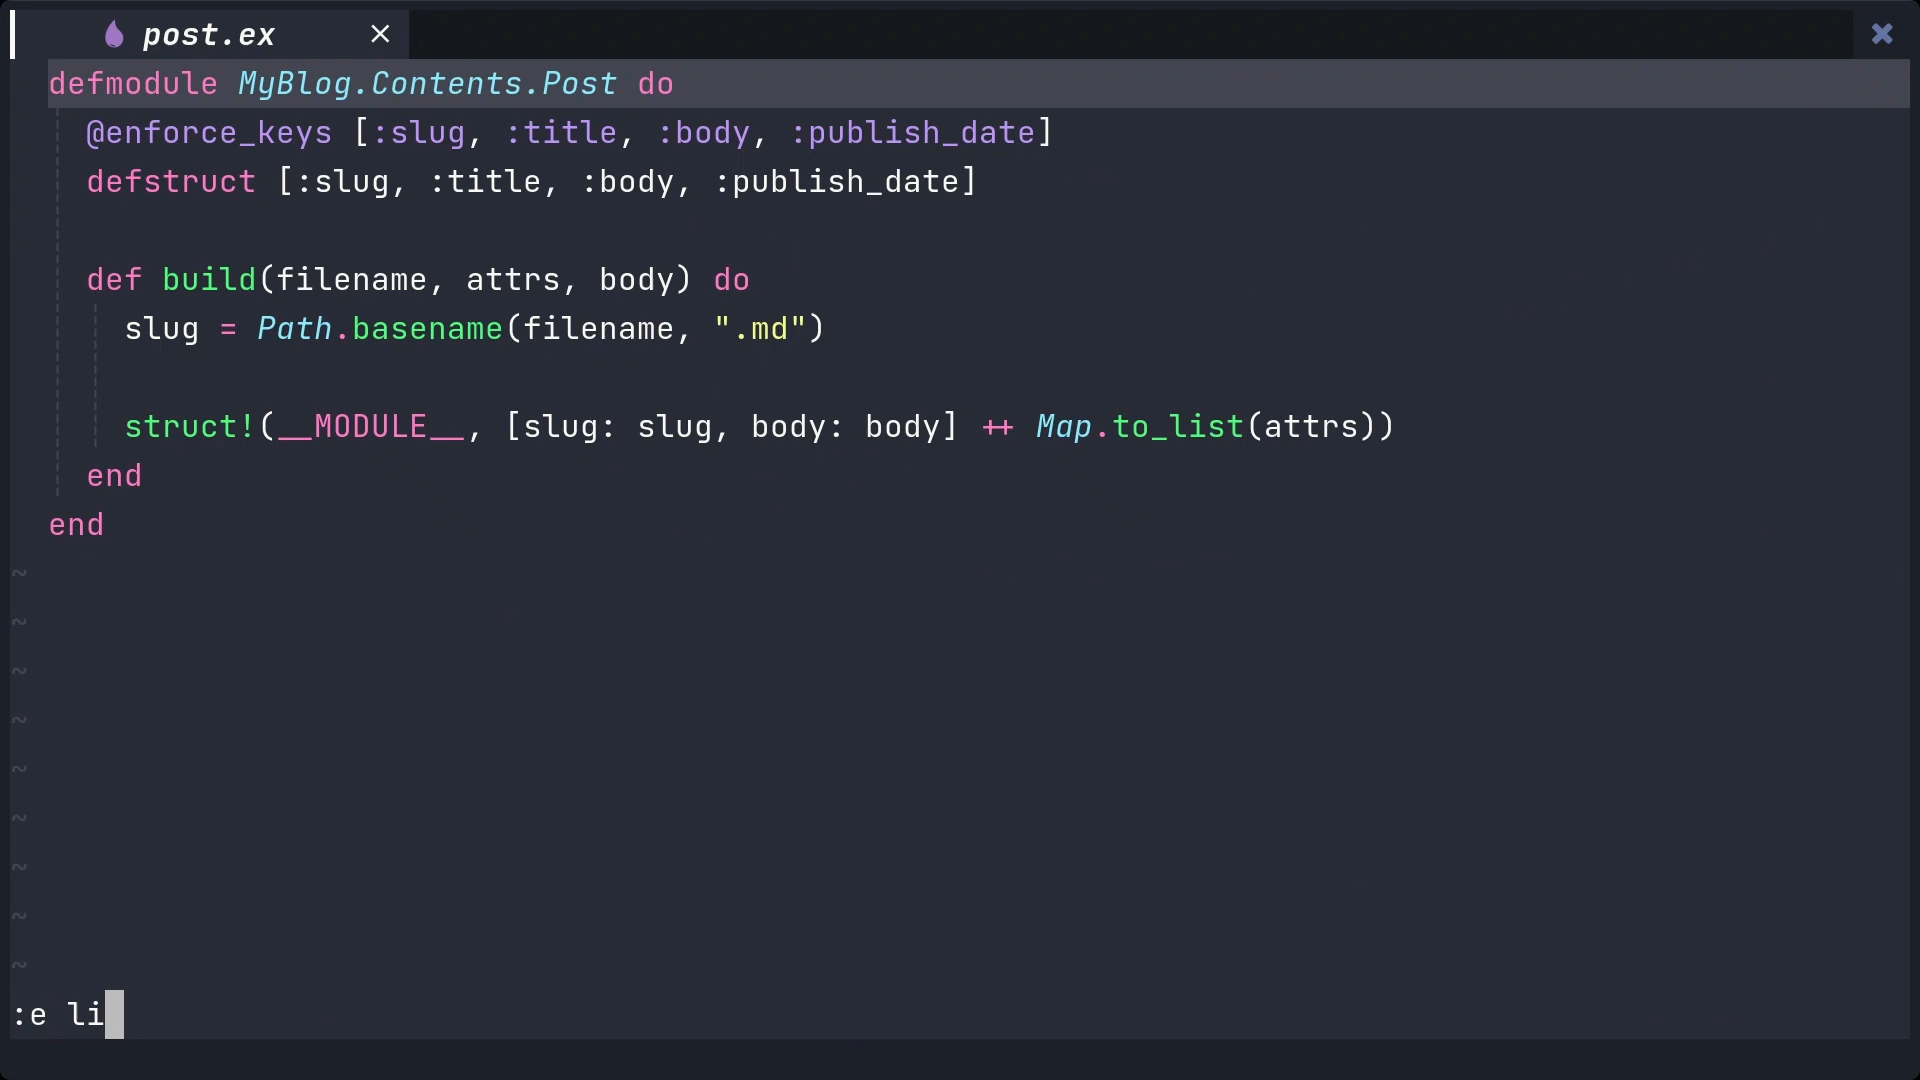 post.ex ×
defmodule MyBlog.Contents.Post do
  @enforce_keys [:slug, :title, :body, :publish_date]
  defstruct [:slug, :title, :body, :publish_date]

  def build(filename, attrs, body) do
    slug = Path.basename(filename, ".md")

    struct!(__MODULE__, [slug: slug, body: body] ++ Map.to_list(attrs))
  end
end
~
~
~
~
~
~
~
~
~
:e li